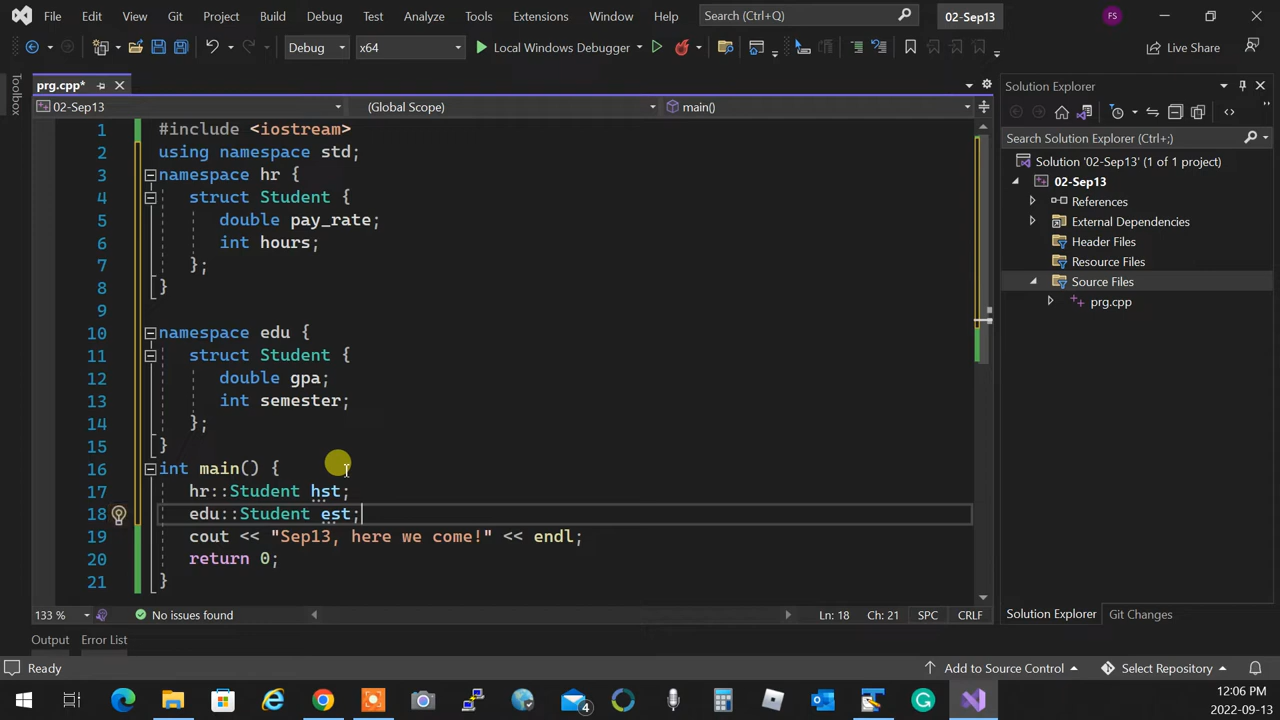 File Edit View Git Project Build Debug Test Analyze Tools Extensions Window Help Search (Ctrl+Q) 02-Sep13 FS
Debug x64 Local Windows Debugger Live Share
Toolbox
prg.cpp*
02-Sep13 (Global Scope) main()
1 #include <iostream>
2 using namespace std;
3 namespace hr {
4 struct Student {
5 double pay_rate;
6 int hours;
7 };
8 }
9
10 namespace edu {
11 struct Student {
12 double gpa;
13 int semester;
14 };
15 }
16 int main() {
17 hr::Student hst;
18 edu::Student est;
19 cout << "Sep13, here we come!" << endl;
20 return 0;
21 }
133 % No issues found Ln: 18 Ch: 21 SPC CRLF
Solution Explorer
Search Solution Explorer (Ctrl+;)
Solution '02-Sep13' (1 of 1 project)
02-Sep13
References
External Dependencies
Header Files
Resource Files
Source Files
prg.cpp
Solution Explorer Git Changes
Output Error List
Ready Add to Source Control Select Repository
4
12:06 PM
2022-09-13